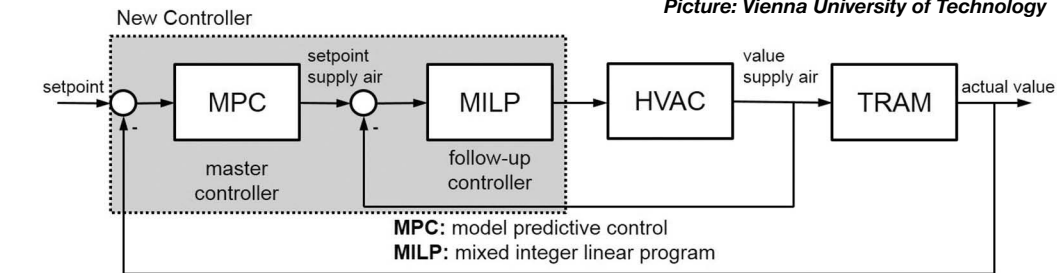 Picture: Vienna University of Technology
New Controller
setpoint
-
MPC
master
controller
setpoint
supply air
-
MILP
follow-up
controller
HVAC
value
supply air
TRAM
actual value
MPC: model predictive control
MILP: mixed integer linear program